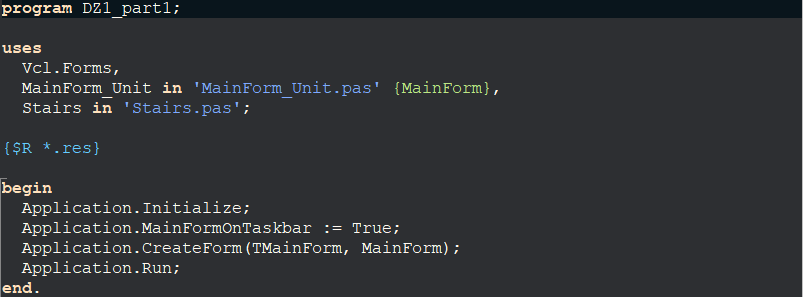 program DZ1_part1;
uses
Vcl.Forms,
MainForm_Unit in 'MainForm_Unit.pas' {MainForm},
Stairs in 'Stairs.pas';
{$R *.res}
begin
Application.Initialize;
Application.MainFormOnTaskbar := True;
Application.CreateForm(TMainForm, MainForm);
Application.Run;
end.